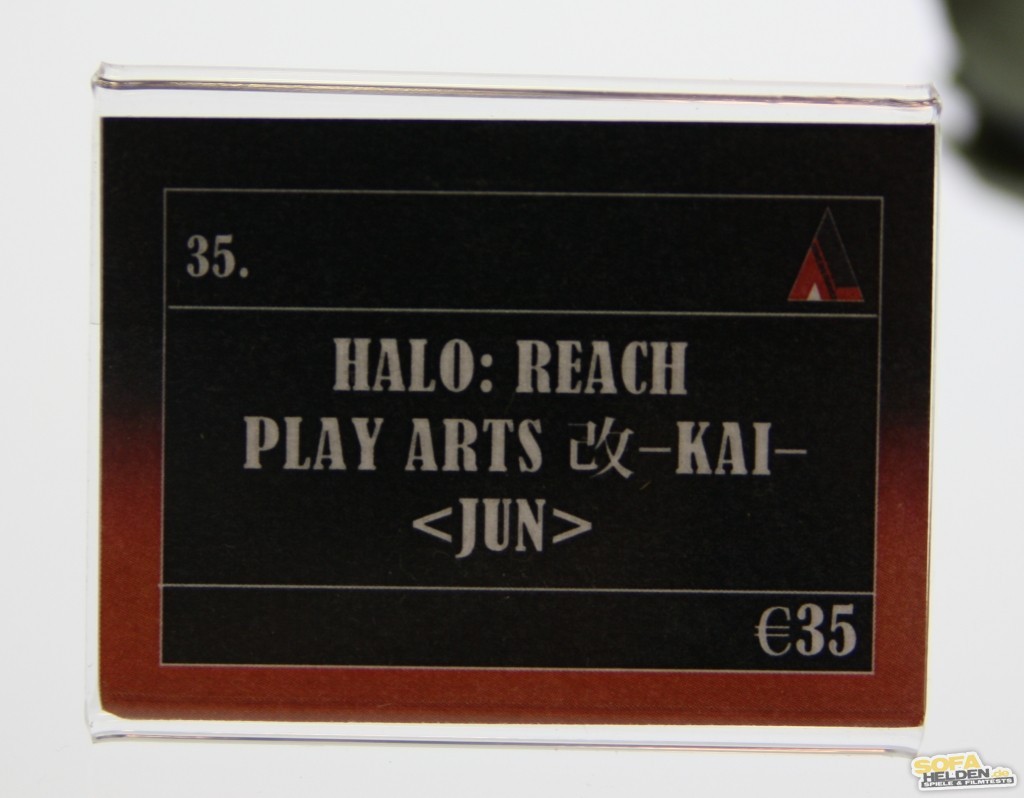 35.
HALO: REACH
PLAY ARTS 改-KAI-
<JUN>
€35
SOFA
HELDEN.de
SPIELE & FILMTESTS